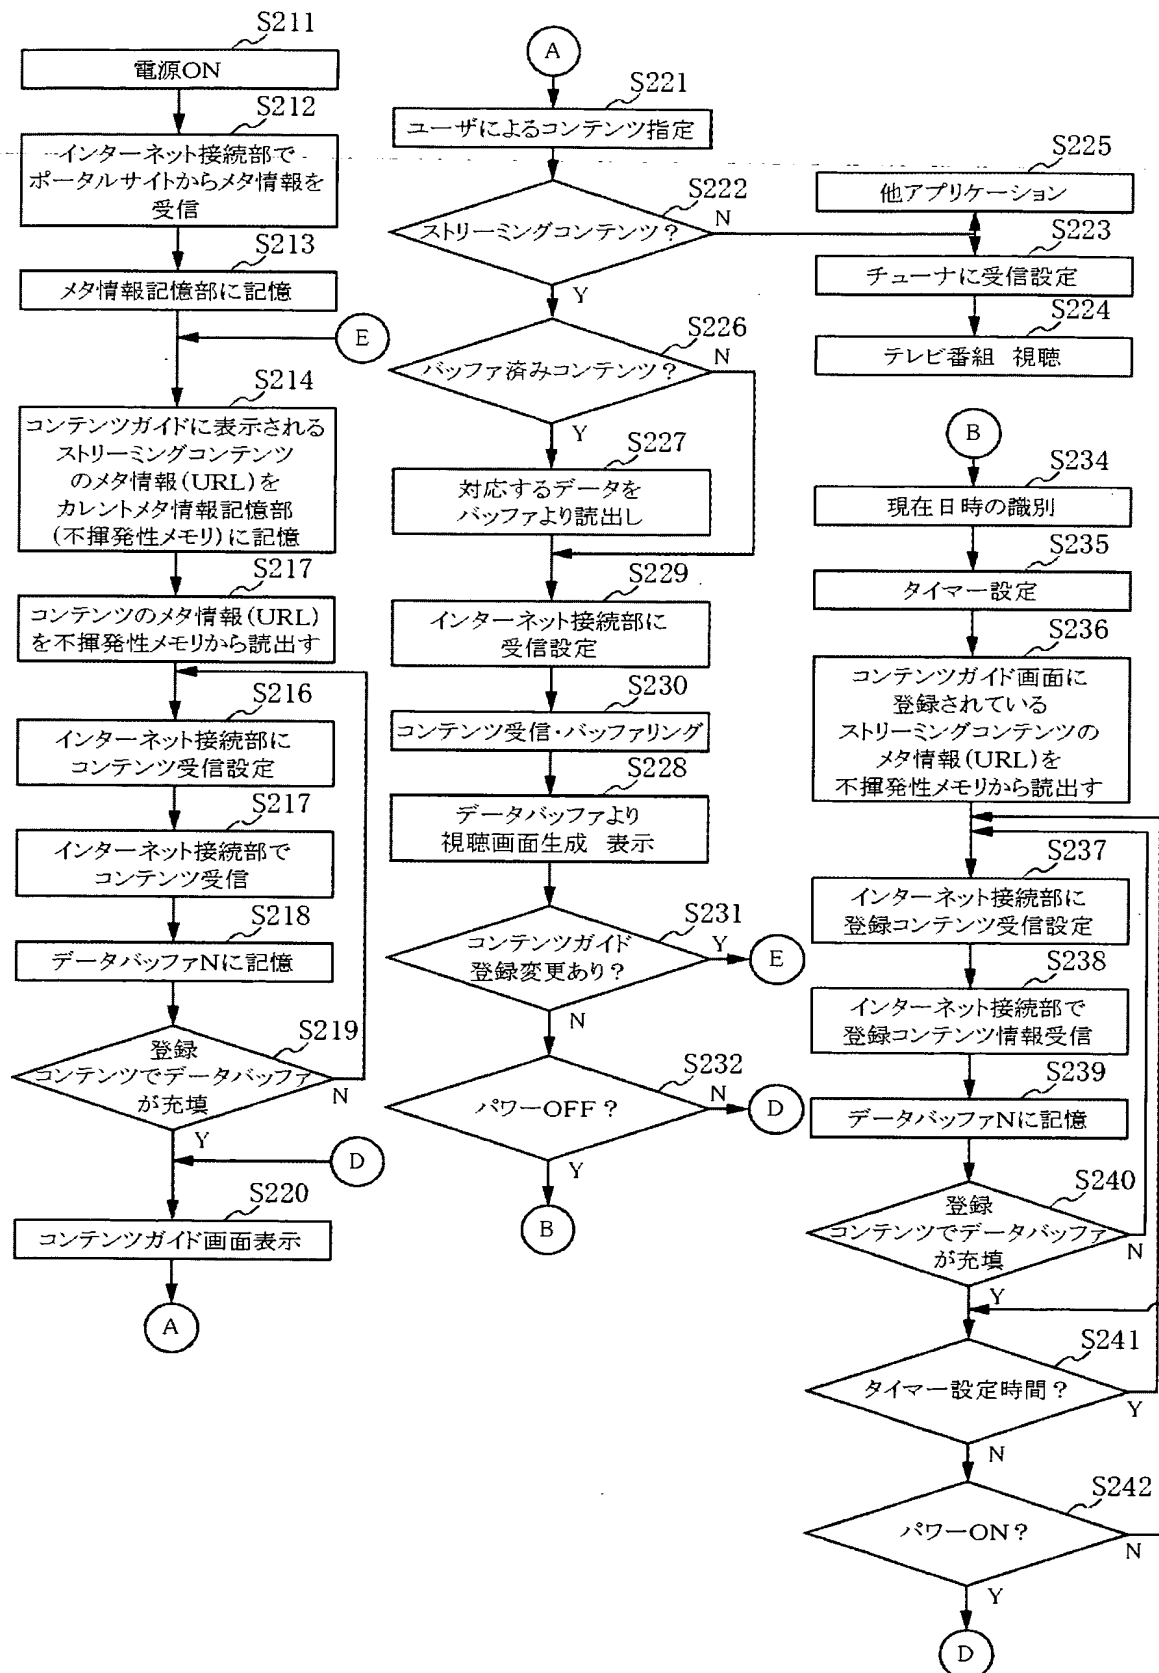 S211
電源ON
S212
インターネット接続部で
ポータルサイトからメタ情報を
受信
S213
メタ情報記憶部に記憶
E
S214
コンテンツガイドに表示される
ストリーミングコンテンツ
のメタ情報(URL)を
カレントメタ情報記憶部
(不揮発性メモリ)に記憶
S217
コンテンツのメタ情報(URL)
を不揮発性メモリから読出す
S216
インターネット接続部に
コンテンツ受信設定
S217
インターネット接続部で
コンテンツ受信
S218
データバッファNに記憶
S219
登録
コンテンツでデータバッファ
が充填
N
Y
D
S220
コンテンツガイド画面表示
A
A
S221
ユーザによるコンテンツ指定
S222
ストリーミングコンテンツ?
N
Y
S226
バッファ済みコンテンツ?
N
Y
S227
対応するデータを
バッファより読出し
S229
インターネット接続部に
受信設定
S230
コンテンツ受信・バッファリング
S228
データバッファより
視聴画面生成 表示
S231
コンテンツガイド
登録変更あり?
Y
E
N
S232
パワーOFF?
N
D
Y
B
S225
他アプリケーション
S223
チューナに受信設定
S224
テレビ番組 視聴
B
S234
現在日時の識別
S235
タイマー設定
S236
コンテンツガイド画面に
登録されている
ストリーミングコンテンツの
メタ情報(URL)を
不揮発性メモリから読出す
S237
インターネット接続部に
登録コンテンツ受信設定
S238
インターネット接続部で
登録コンテンツ情報受信
S239
データバッファNに記憶
S240
登録
コンテンツでデータバッファ
が充填
N
Y
S241
タイマー設定時間?
Y
N
S242
パワーON?
N
Y
D